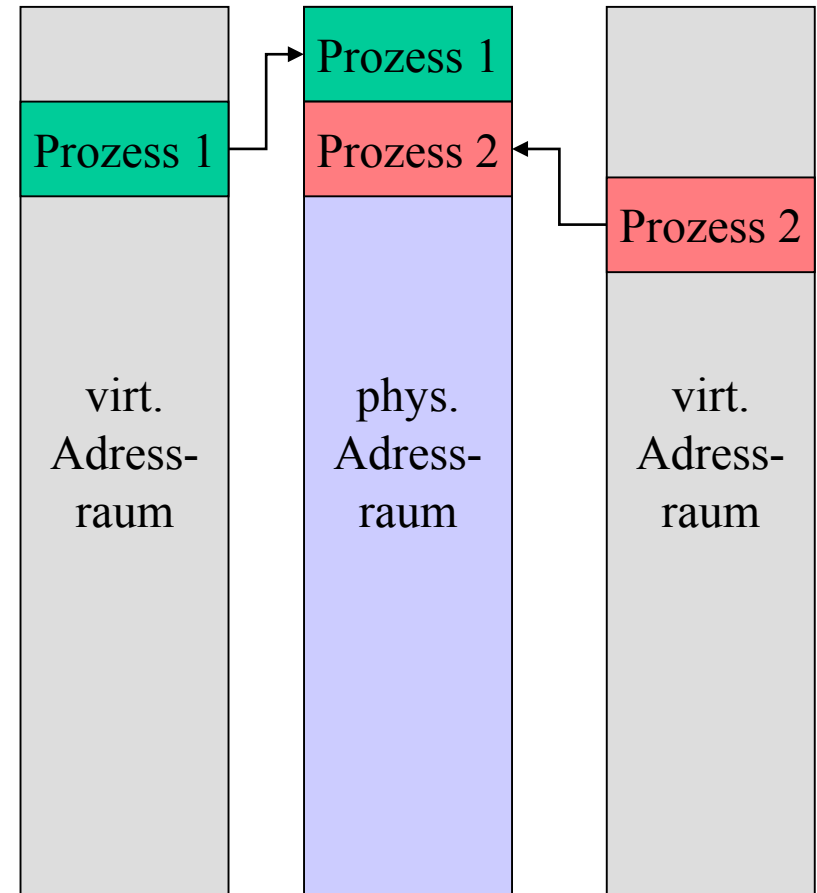 Prozess 1
Prozess 1
Prozess 2
Prozess 2
virt.
Adress-
raum
phys.
Adress-
raum
virt.
Adress-
raum